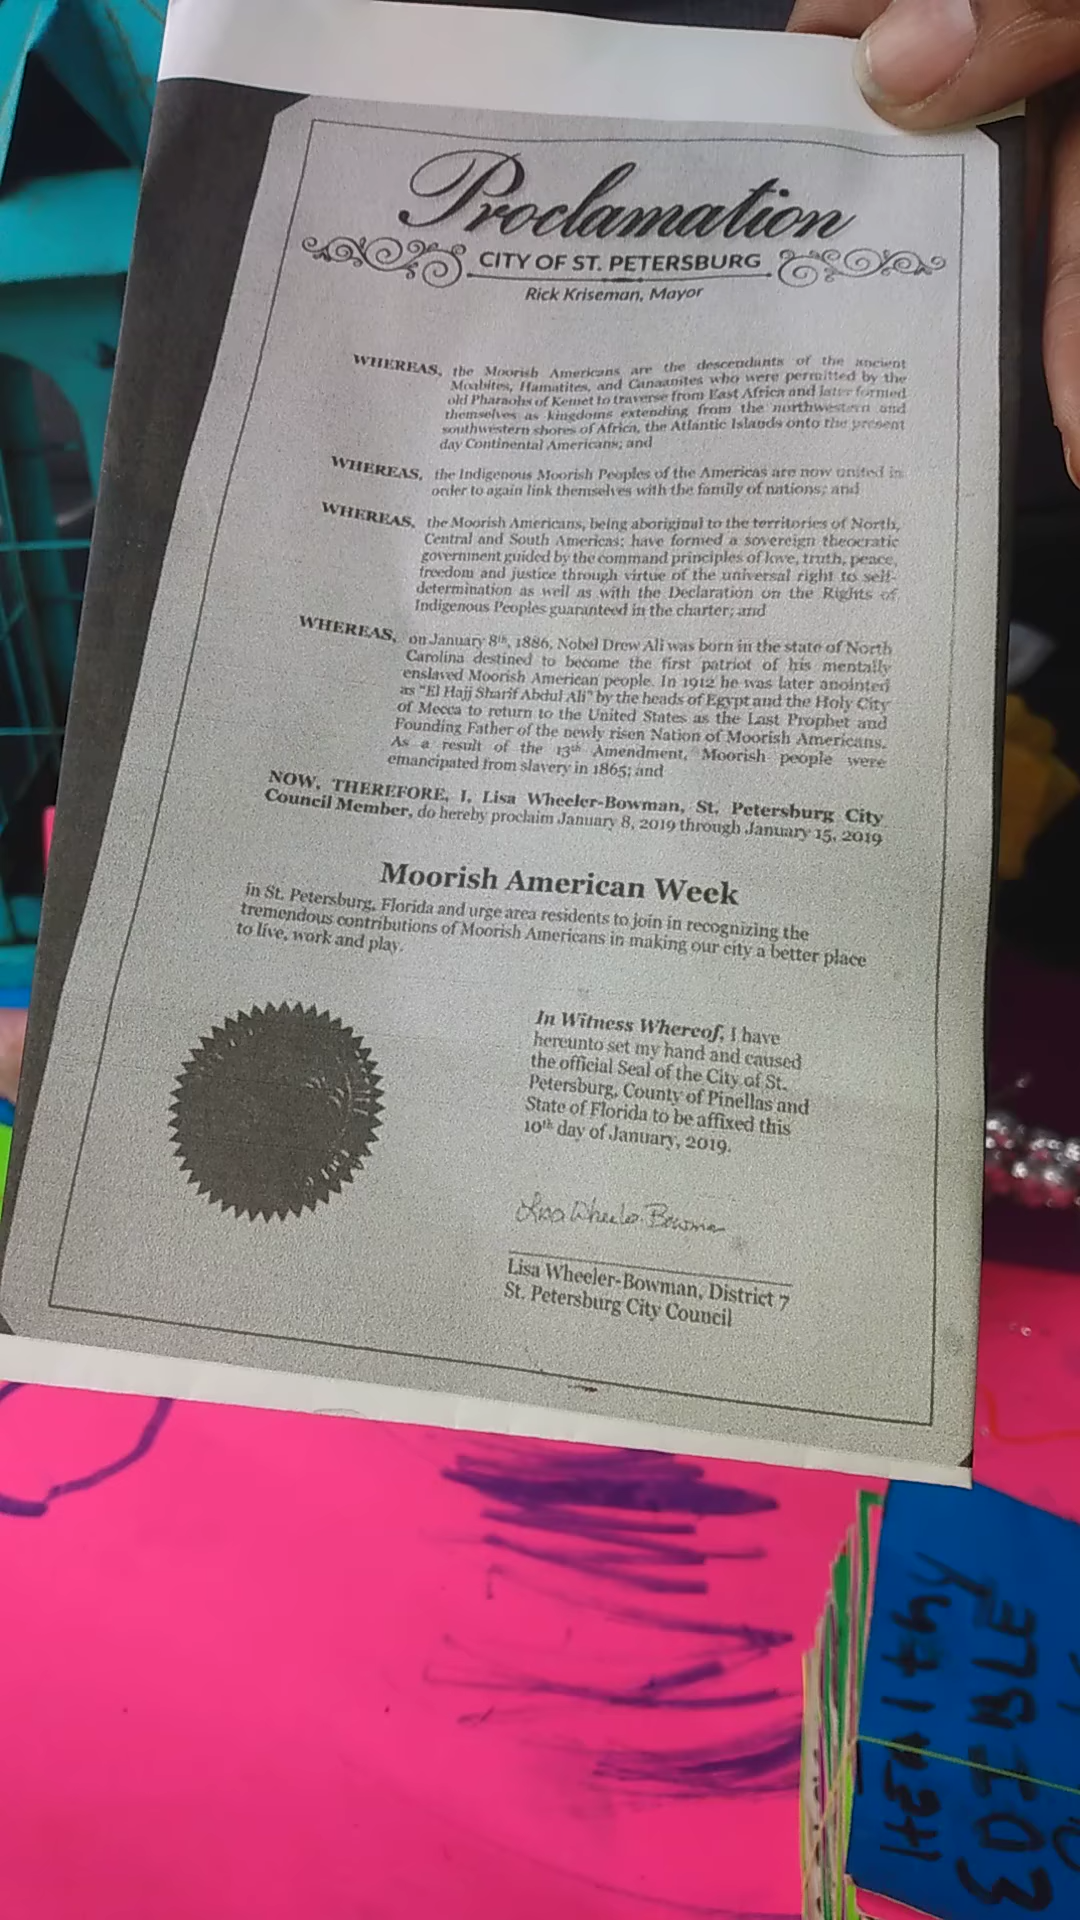 Proclamation
CITY OF ST. PETERSBURG
Rick Kriseman, Mayor
WHEREAS, the Moorish Americans are the descendants of the ancient
Moabites, Hamatites, and Canaanites who were permitted by the
old Pharaohs of Kemet to traverse from East Africa and later formed
themselves as kingdoms extending from the northwestern and
southwestern shores of Africa, the Atlantic Islands onto the present
day Continental Americans; and
WHEREAS, the Indigenous Moorish Peoples of the Americas are now united in
order to again link themselves with the family of nations; and
WHEREAS, the Moorish Americans, being aboriginal to the territories of North,
Central and South Americas; have formed a sovereign theocratic
government guided by the command principles of love, truth, peace,
freedom and justice through virtue of the universal right to self-
determination as well as with the Declaration on the Rights of
Indigenous Peoples guaranteed in the charter; and
WHEREAS, on January 8th, 1886, Nobel Drew Ali was born in the state of North
Carolina destined to become the first patriot of his mentally
enslaved Moorish American people. In 1912 he was later anointed
as "El Hajj Sharif Abdul Ali" by the heads of Egypt and the Holy City
of Mecca to return to the United States as the Last Prophet and
Founding Father of the newly risen Nation of Moorish Americans.
As a result of the 13th Amendment, Moorish people were
emancipated from slavery in 1865; and
NOW, THEREFORE, I, Lisa Wheeler-Bowman, St. Petersburg City
Council Member, do hereby proclaim January 8, 2019 through January 15, 2019
Moorish American Week
in St. Petersburg, Florida and urge area residents to join in recognizing the
tremendous contributions of Moorish Americans in making our city a better place
to live, work and play.
In Witness Whereof, I have
hereunto set my hand and caused
the official Seal of the City of St.
Petersburg, County of Pinellas and
State of Florida to be affixed this
10th day of January, 2019.
Lisa Wheeler-Bowman
Lisa Wheeler-Bowman, District 7
St. Petersburg City Council
Healthy
EDIBLE